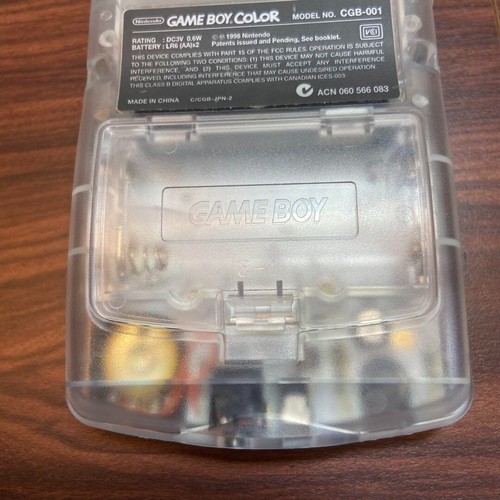 Nintendo GAME BOY COLOR MODEL NO. CGB-001
RATING : DC3V 0.6W
BATTERY : LR6 (AA)x2
©®1998 Nintendo
Patents issued and Pending, See booklet.
THIS DEVICE COMPLIES WITH PART 15 OF THE FCC RULES. OPERATION IS SUBJECT
TO THE FOLLOWING TWO CONDITIONS: (1) THIS DEVICE MAY NOT CAUSE HARMFUL
INTERFERENCE, AND (2) THIS DEVICE MUST ACCEPT ANY INTERFERENCE
RECEIVED, INCLUDING INTERFERENCE THAT MAY CAUSE UNDESIRED OPERATION.
THIS CLASS B DIGITAL APPARATUS COMPLIES WITH CANADIAN ICES-003.
MADE IN CHINA C/CGB-JPN-2
ACN 060 566 083
GAME BOY